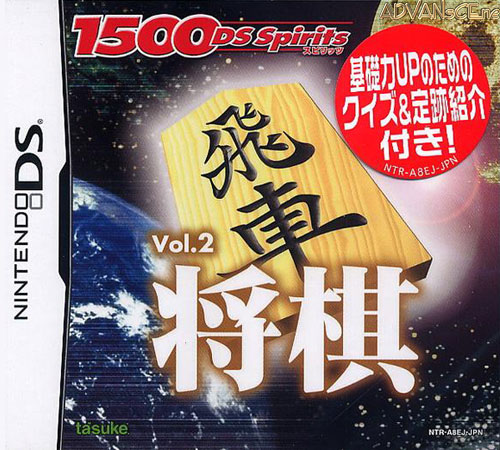 ADVANsCEne
1500 DS Spirits
スピリッツ
基礎力UPのための
クイズ&定跡紹介
付き!
NTR-A8EJ-JPN
NINTENDO DS
飛車
Vol.2
将棋
tasuke
NTR-A8EJ-JPN